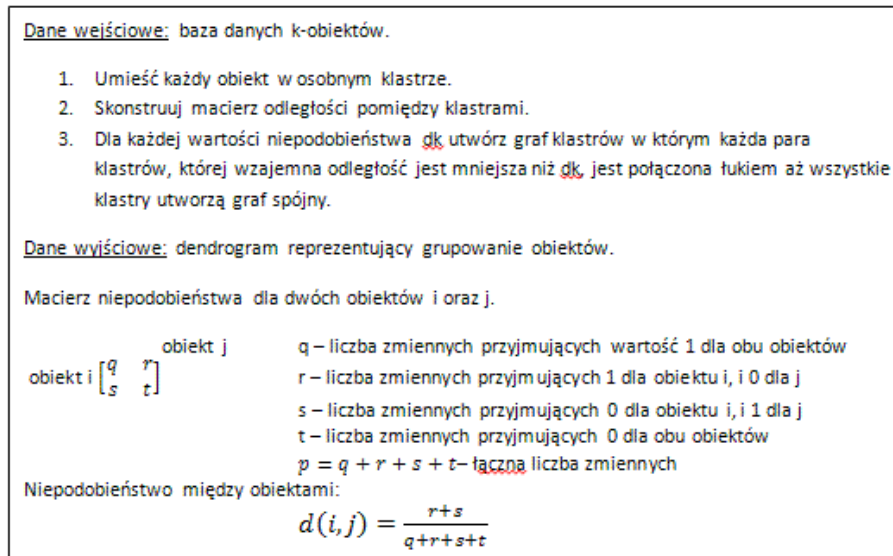 Dane wejściowe: baza danych k-obiektów.
1. Umieść każdy obiekt w osobnym klastrze.
2. Skonstruuj macierz odległości pomiędzy klastrami.
3. Dla każdej wartości niepodobieństwa dk utwórz graf klastrów w którym każda para
klastrów, której wzajemna odległość jest mniejsza niż dk, jest połączona łukiem aż wszystkie
klastry utworzą graf spójny.
Dane wyjściowe: dendrogram reprezentujący grupowanie obiektów.
Macierz niepodobieństwa dla dwóch obiektów i oraz j.
obiekt j
obiekt i [q r
s t]
q – liczba zmiennych przyjmujących wartość 1 dla obu obiektów
r – liczba zmiennych przyjmujących 1 dla obiektu i, i 0 dla j
s – liczba zmiennych przyjmujących 0 dla obiektu i, i 1 dla j
t – liczba zmiennych przyjmujących 0 dla obu obiektów
p = q + r + s + t– łączna liczba zmiennych
Niepodobieństwo między obiektami:
d(i,j) = (r+s)/(q+r+s+t)